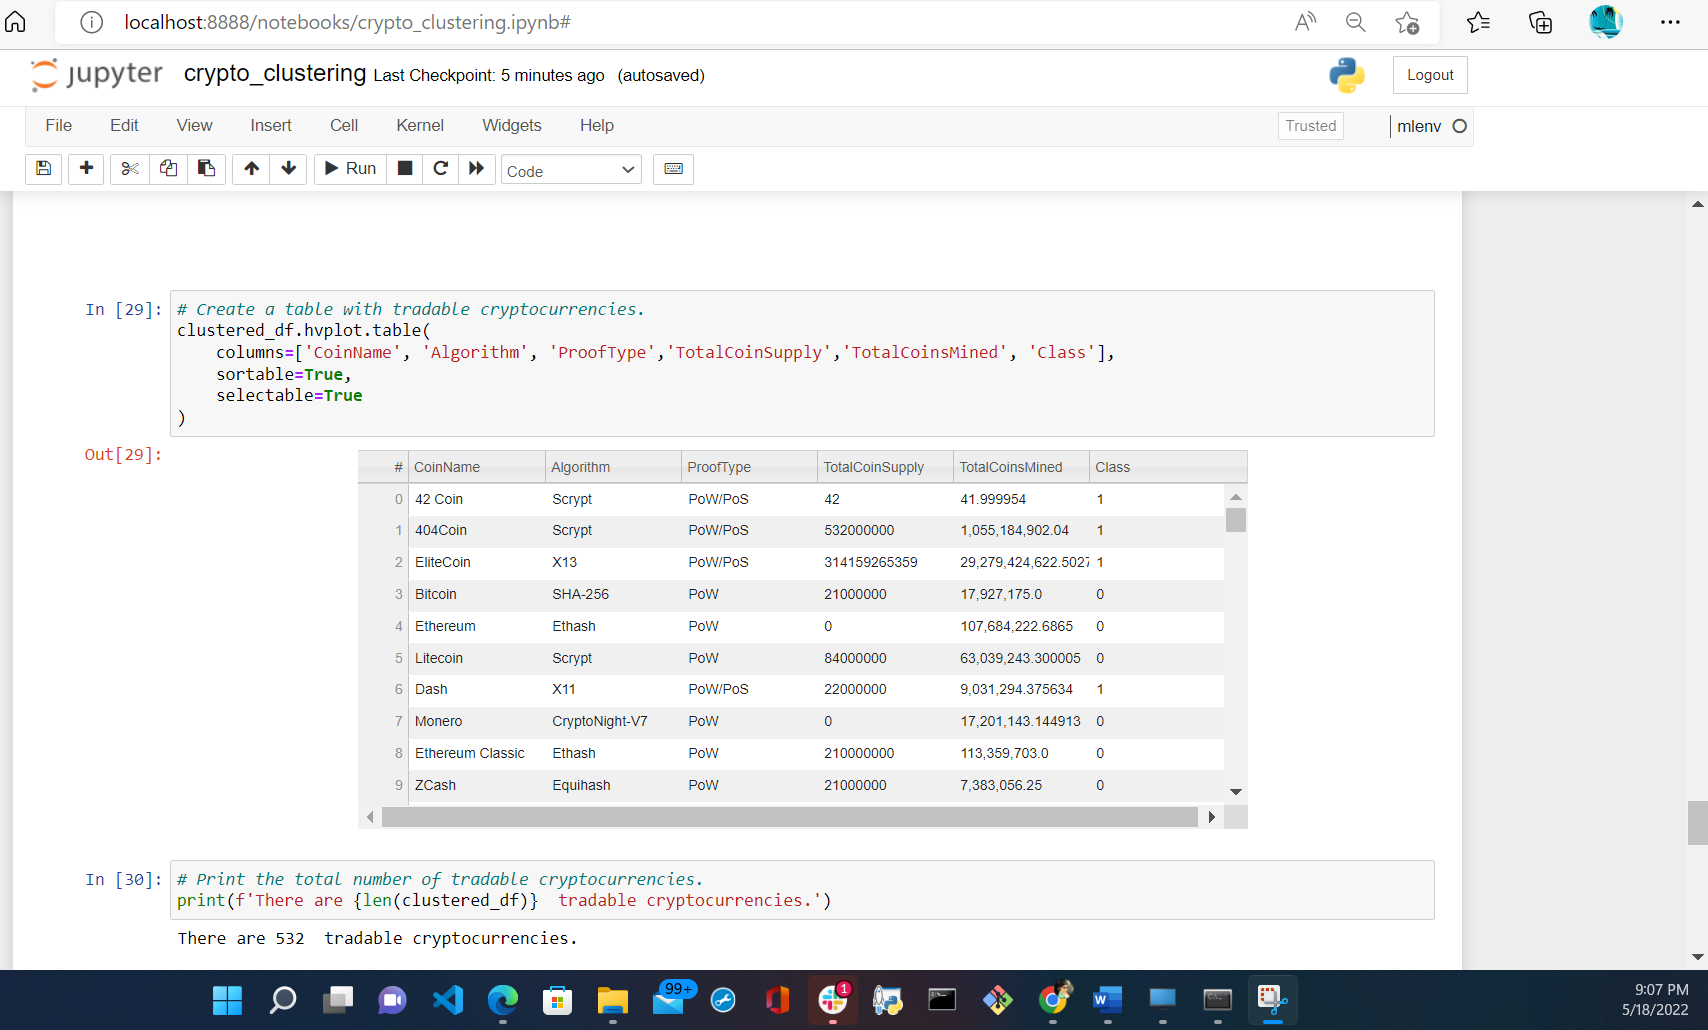 localhost:8888/notebooks/crypto_clustering.ipynb#
jupyter crypto_clustering Last Checkpoint: 5 minutes ago (autosaved)
Logout
File Edit View Insert Cell Kernel Widgets Help
Trusted
mlenv
Run
Code
In [29]:
# Create a table with tradable cryptocurrencies.
clustered_df.hvplot.table(
    columns=['CoinName', 'Algorithm', 'ProofType','TotalCoinSupply','TotalCoinsMined', 'Class'],
    sortable=True,
    selectable=True
)
Out[29]:
# CoinName Algorithm ProofType TotalCoinSupply TotalCoinsMined Class
0 42 Coin Scrypt PoW/PoS 42 41.999954 1
1 404Coin Scrypt PoW/PoS 532000000 1,055,184,902.04 1
2 EliteCoin X13 PoW/PoS 314159265359 29,279,424,622.5027 1
3 Bitcoin SHA-256 PoW 21000000 17,927,175.0 0
4 Ethereum Ethash PoW 0 107,684,222.6865 0
5 Litecoin Scrypt PoW 84000000 63,039,243.300005 0
6 Dash X11 PoW/PoS 22000000 9,031,294.375634 1
7 Monero CryptoNight-V7 PoW 0 17,201,143.144913 0
8 Ethereum Classic Ethash PoW 210000000 113,359,703.0 0
9 ZCash Equihash PoW 21000000 7,383,056.25 0
In [30]:
# Print the total number of tradable cryptocurrencies.
print(f'There are {len(clustered_df)}  tradable cryptocurrencies.')
There are 532  tradable cryptocurrencies.
99+
1
9:07 PM
5/18/2022